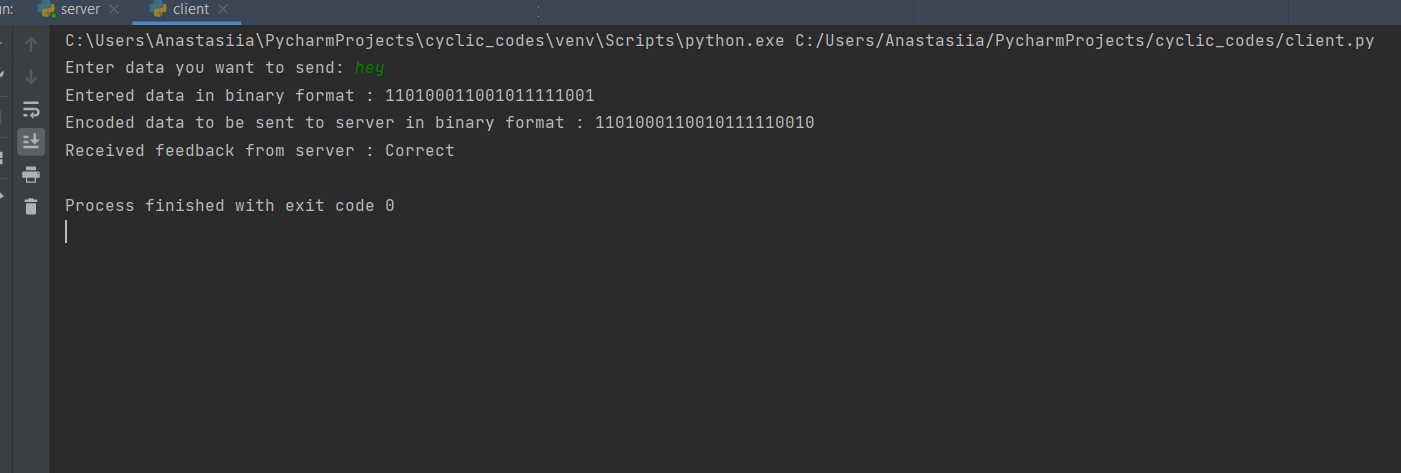 un: server client
C:\Users\Anastasiia\PycharmProjects\cyclic_codes\venv\Scripts\python.exe C:/Users/Anastasiia/PycharmProjects/cyclic_codes/client.py
Enter data you want to send: hey
Entered data in binary format : 110100011001011111001
Encoded data to be sent to server in binary format : 1101000110010111110010
Received feedback from server : Correct
Process finished with exit code 0